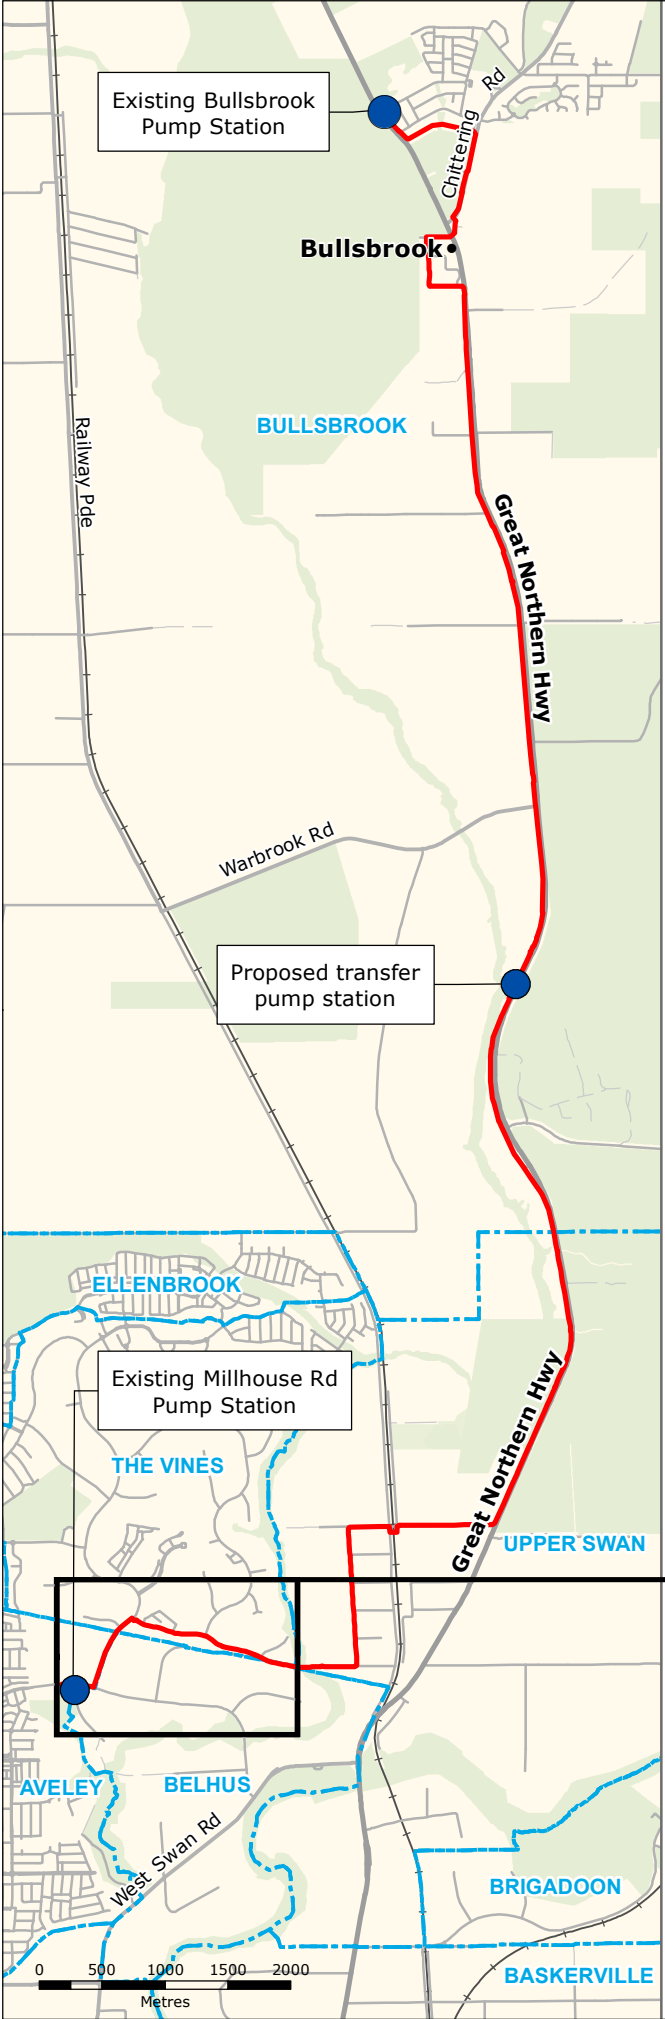 Existing Bullsbrook
Pump Station
Chittering Rd
Bullsbrook
BULLSBROOK
Railway Pde
Great Northern Hwy
Warbrook Rd
Proposed transfer
pump station
ELLENBROOK
Existing Millhouse Rd
Pump Station
Great Northern Hwy
THE VINES
UPPER SWAN
AVELEY
BELHUS
West Swan Rd
BRIGADOON
0 500 1000 1500 2000
BASKERVILLE
Metres